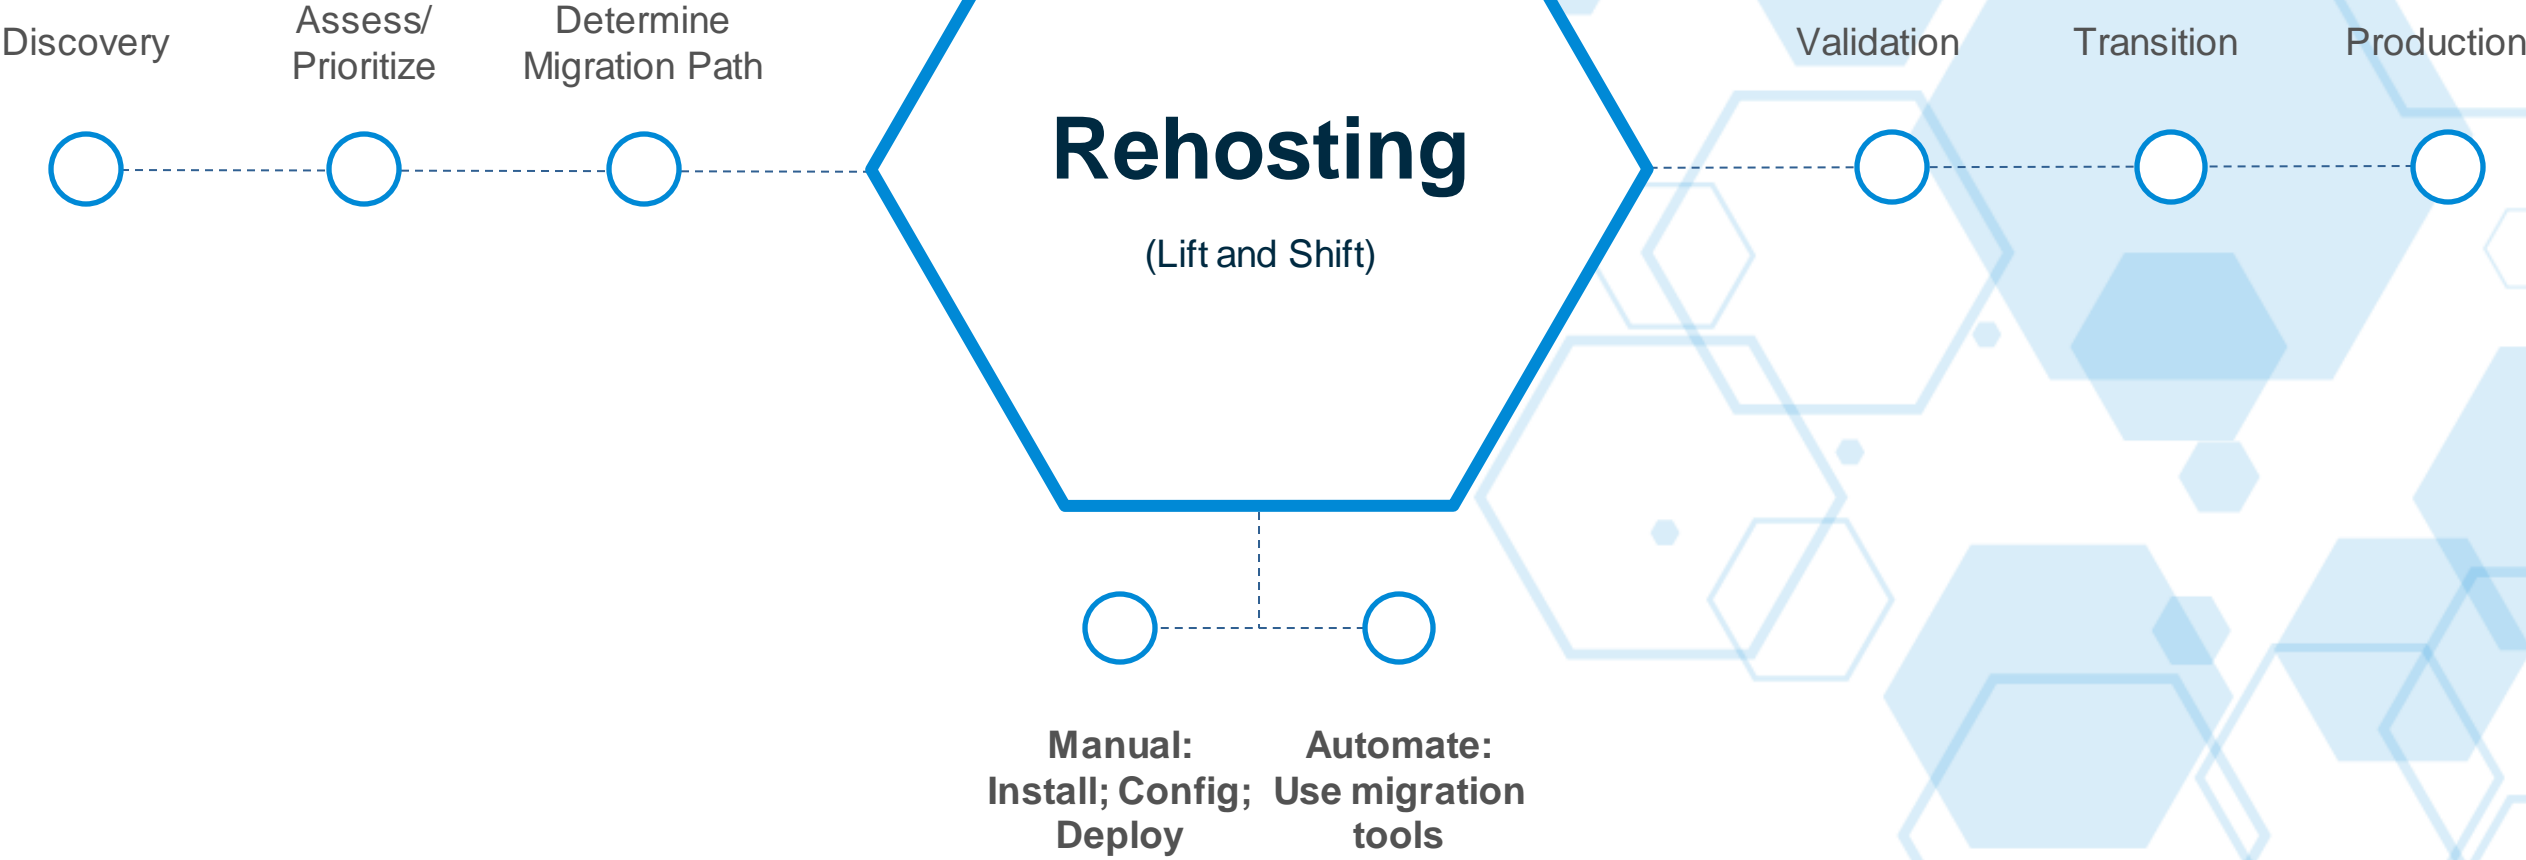 Discovery
Assess/
Prioritize
Determine
Migration Path
Rehosting
(Lift and Shift)
Validation
Transition
Production
Manual:
Install; Config;
Deploy
Automate:
Use migration
tools